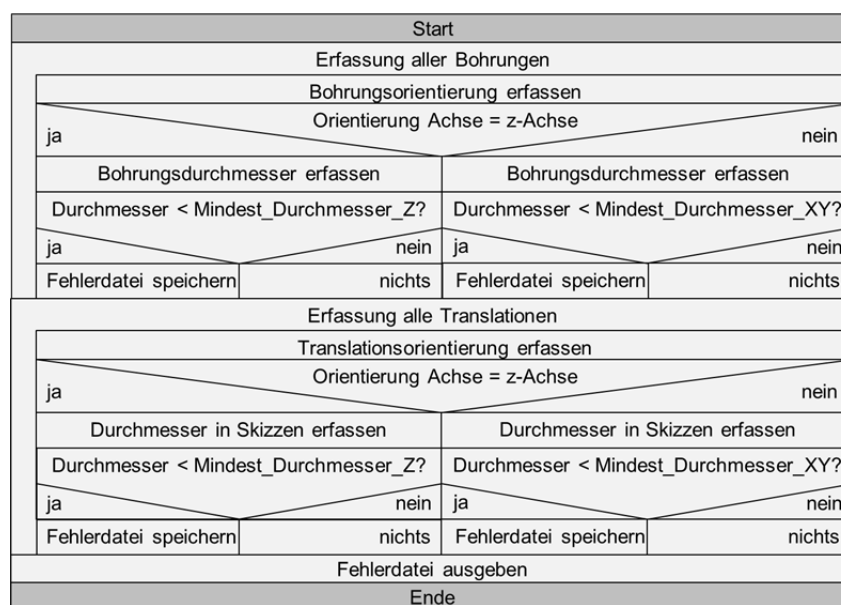 Start
Erfassung aller Bohrungen
Bohrungsorientierung erfassen
Orientierung Achse = z-Achse
ja nein
Bohrungsdurchmesser erfassen Bohrungsdurchmesser erfassen
Durchmesser < Mindest_Durchmesser_Z? Durchmesser < Mindest_Durchmesser_XY?
ja nein ja nein
Fehlerdatei speichern nichts Fehlerdatei speichern nichts
Erfassung alle Translationen
Translationsorientierung erfassen
Orientierung Achse = z-Achse
ja nein
Durchmesser in Skizzen erfassen Durchmesser in Skizzen erfassen
Durchmesser < Mindest_Durchmesser_Z? Durchmesser < Mindest_Durchmesser_XY?
ja nein ja nein
Fehlerdatei speichern nichts Fehlerdatei speichern nichts
Fehlerdatei ausgeben
Ende